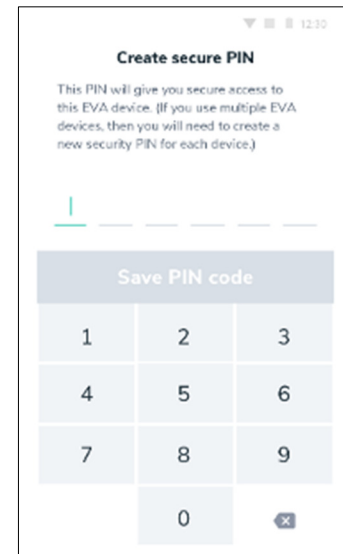 12:30
Create secure PIN
This PIN will give you secure access to
this EVA device. (If you use multiple EVA
devices, then you will need to create a
new security PIN for each device.)
Save PIN code
1 2 3
4 5 6
7 8 9
0